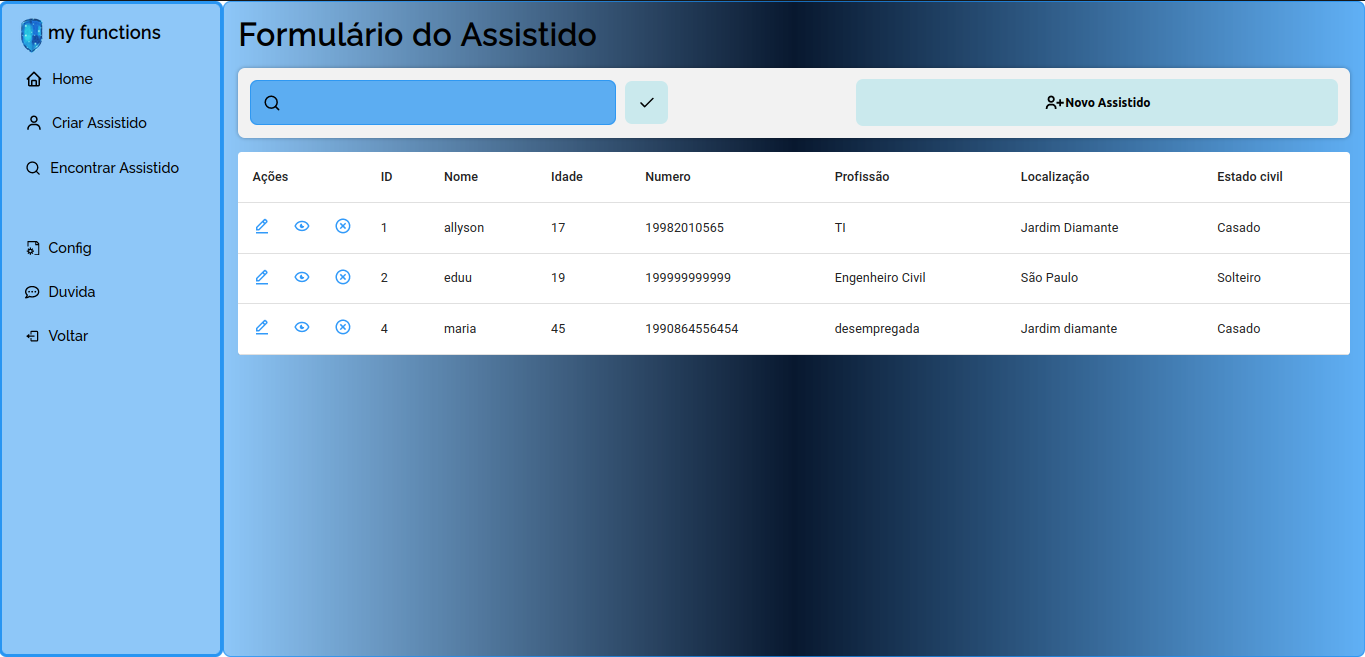 my functions
Home
Criar Assistido
Encontrar Assistido
Config
Duvida
Voltar
Formulário do Assistido
Novo Assistido
Ações ID Nome Idade Numero Profissão Localização Estado civil
1 allyson 17 19982010565 TI Jardim Diamante Casado
2 eduu 19 199999999999 Engenheiro Civil São Paulo Solteiro
4 maria 45 1990864556454 desempregada Jardim diamante Casado